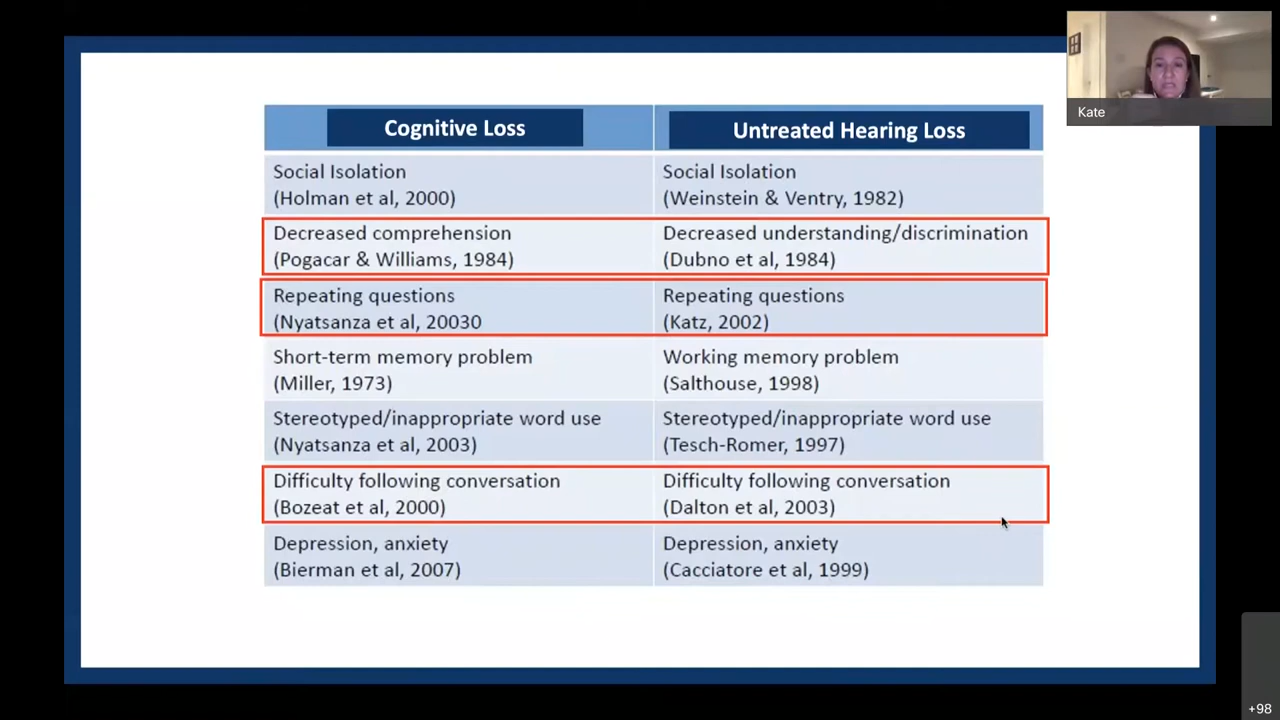 Kate
Cognitive Loss
Untreated Hearing Loss
Social Isolation
(Holman et al, 2000)
Social Isolation
(Weinstein & Ventry, 1982)
Decreased comprehension
(Pogacar & Williams, 1984)
Decreased understanding/discrimination
(Dubno et al, 1984)
Repeating questions
(Nyatsanza et al, 20030
Repeating questions
(Katz, 2002)
Short-term memory problem
(Miller, 1973)
Working memory problem
(Salthouse, 1998)
Stereotyped/inappropriate word use
(Nyatsanza et al, 2003)
Stereotyped/inappropriate word use
(Tesch-Romer, 1997)
Difficulty following conversation
(Bozeat et al, 2000)
Difficulty following conversation
(Dalton et al, 2003)
Depression, anxiety
(Bierman et al, 2007)
Depression, anxiety
(Cacciatore et al, 1999)
+98